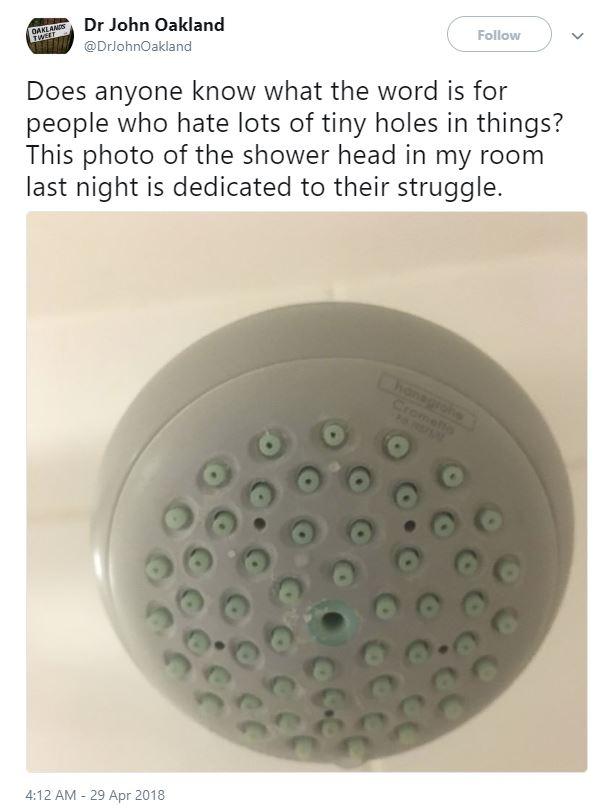 OAKLANDS
TWEET
Dr John Oakland
@DrJohnOakland
Follow
Does anyone know what the word is for
people who hate lots of tiny holes in things?
This photo of the shower head in my room
last night is dedicated to their struggle.
hansgrohe
Crometta
4:12 AM - 29 Apr 2018